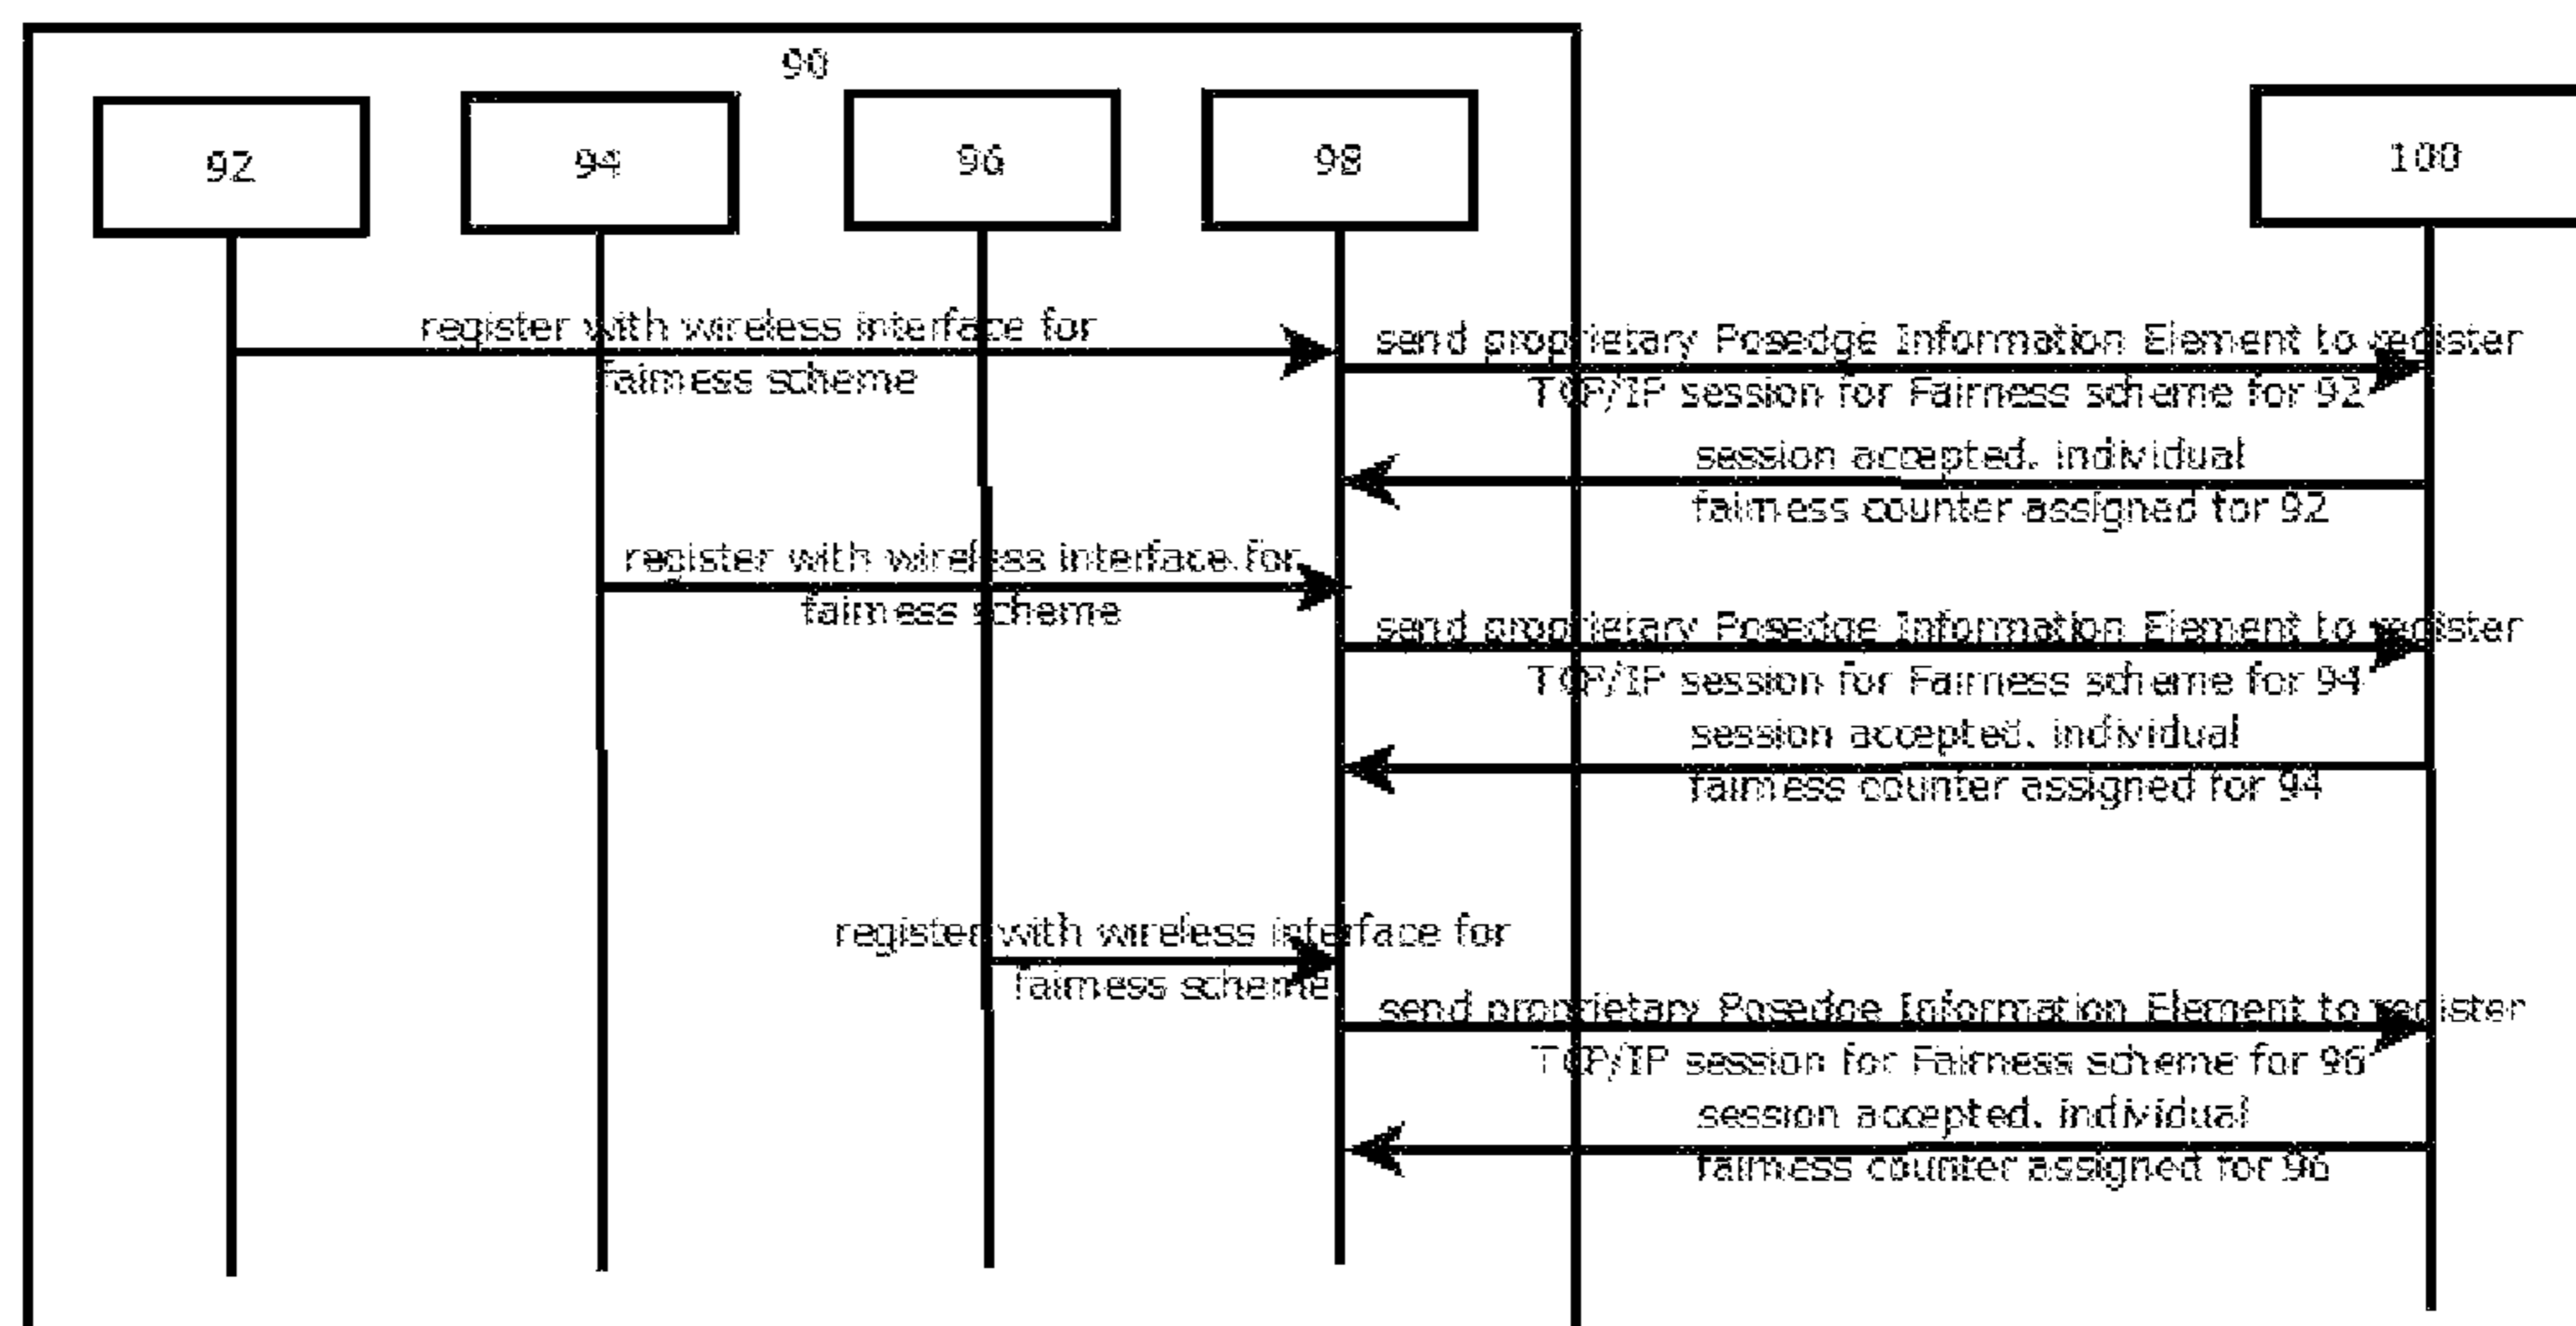 90
92
94
96
98
100
register with wireless interface for
fairness scheme
send proprietary Posedge Information Element to register
TCP/IP session for Fairness scheme for 92
session accepted. individual
fairness counter assigned for 92
register with wireless interface for
fairness scheme
send proprietary Posedge Information Element to register
TCP/IP session for Fairness scheme for 94
session accepted. individual
fairness counter assigned for 94
register with wireless interface for
fairness scheme
send proprietary Posedge Information Element to register
TCP/IP session for Fairness scheme for 96
session accepted. individual
fairness counter assigned for 96